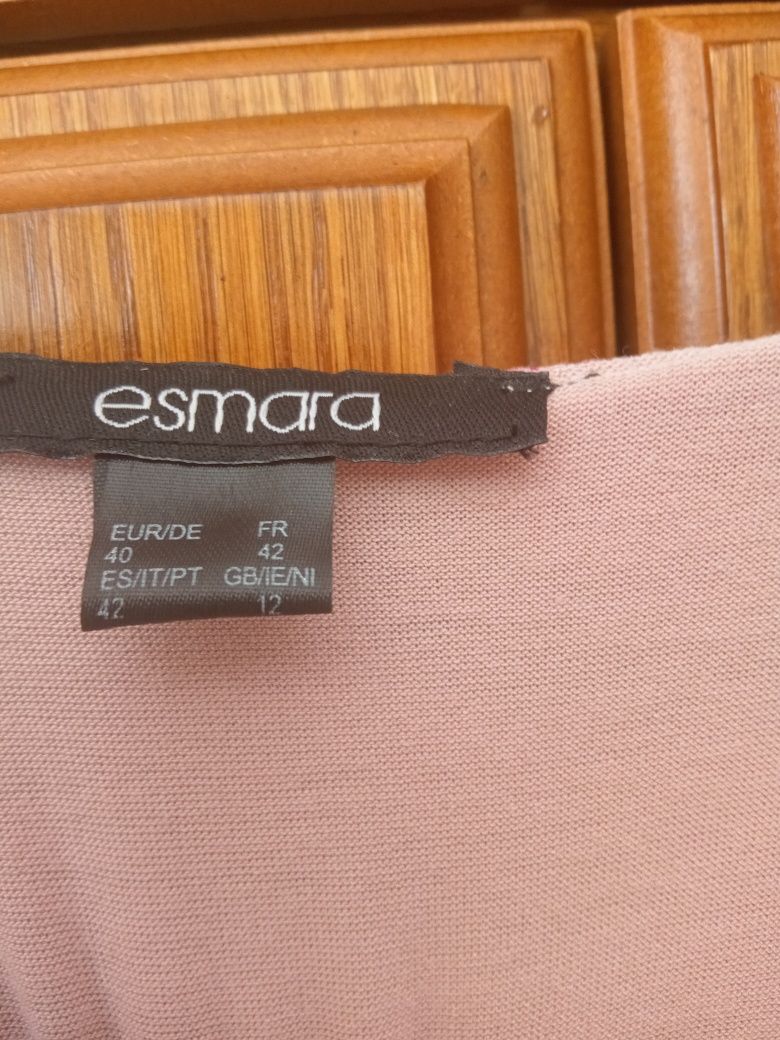 esmara
EUR/DE FR
40 42
ES/IT/PT GB/IE/NI
42 12